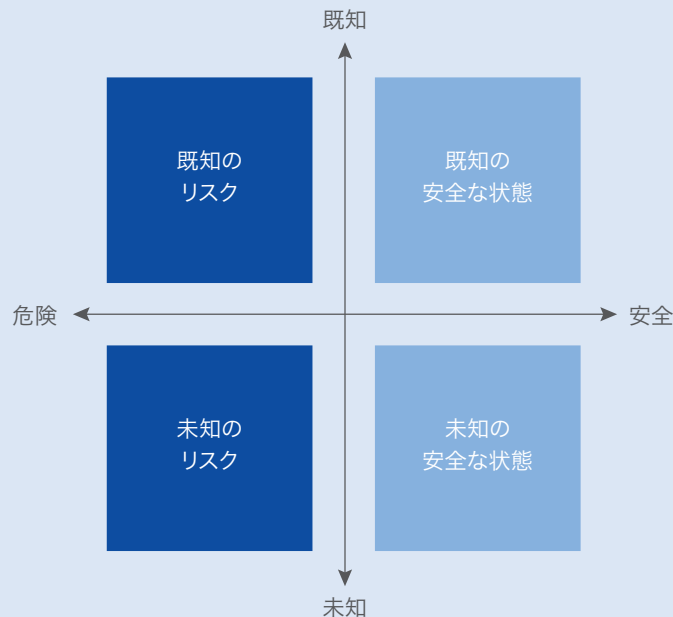 既知
既知の
リスク
既知の
安全な状態
危険
安全
未知の
リスク
未知の
安全な状態
未知